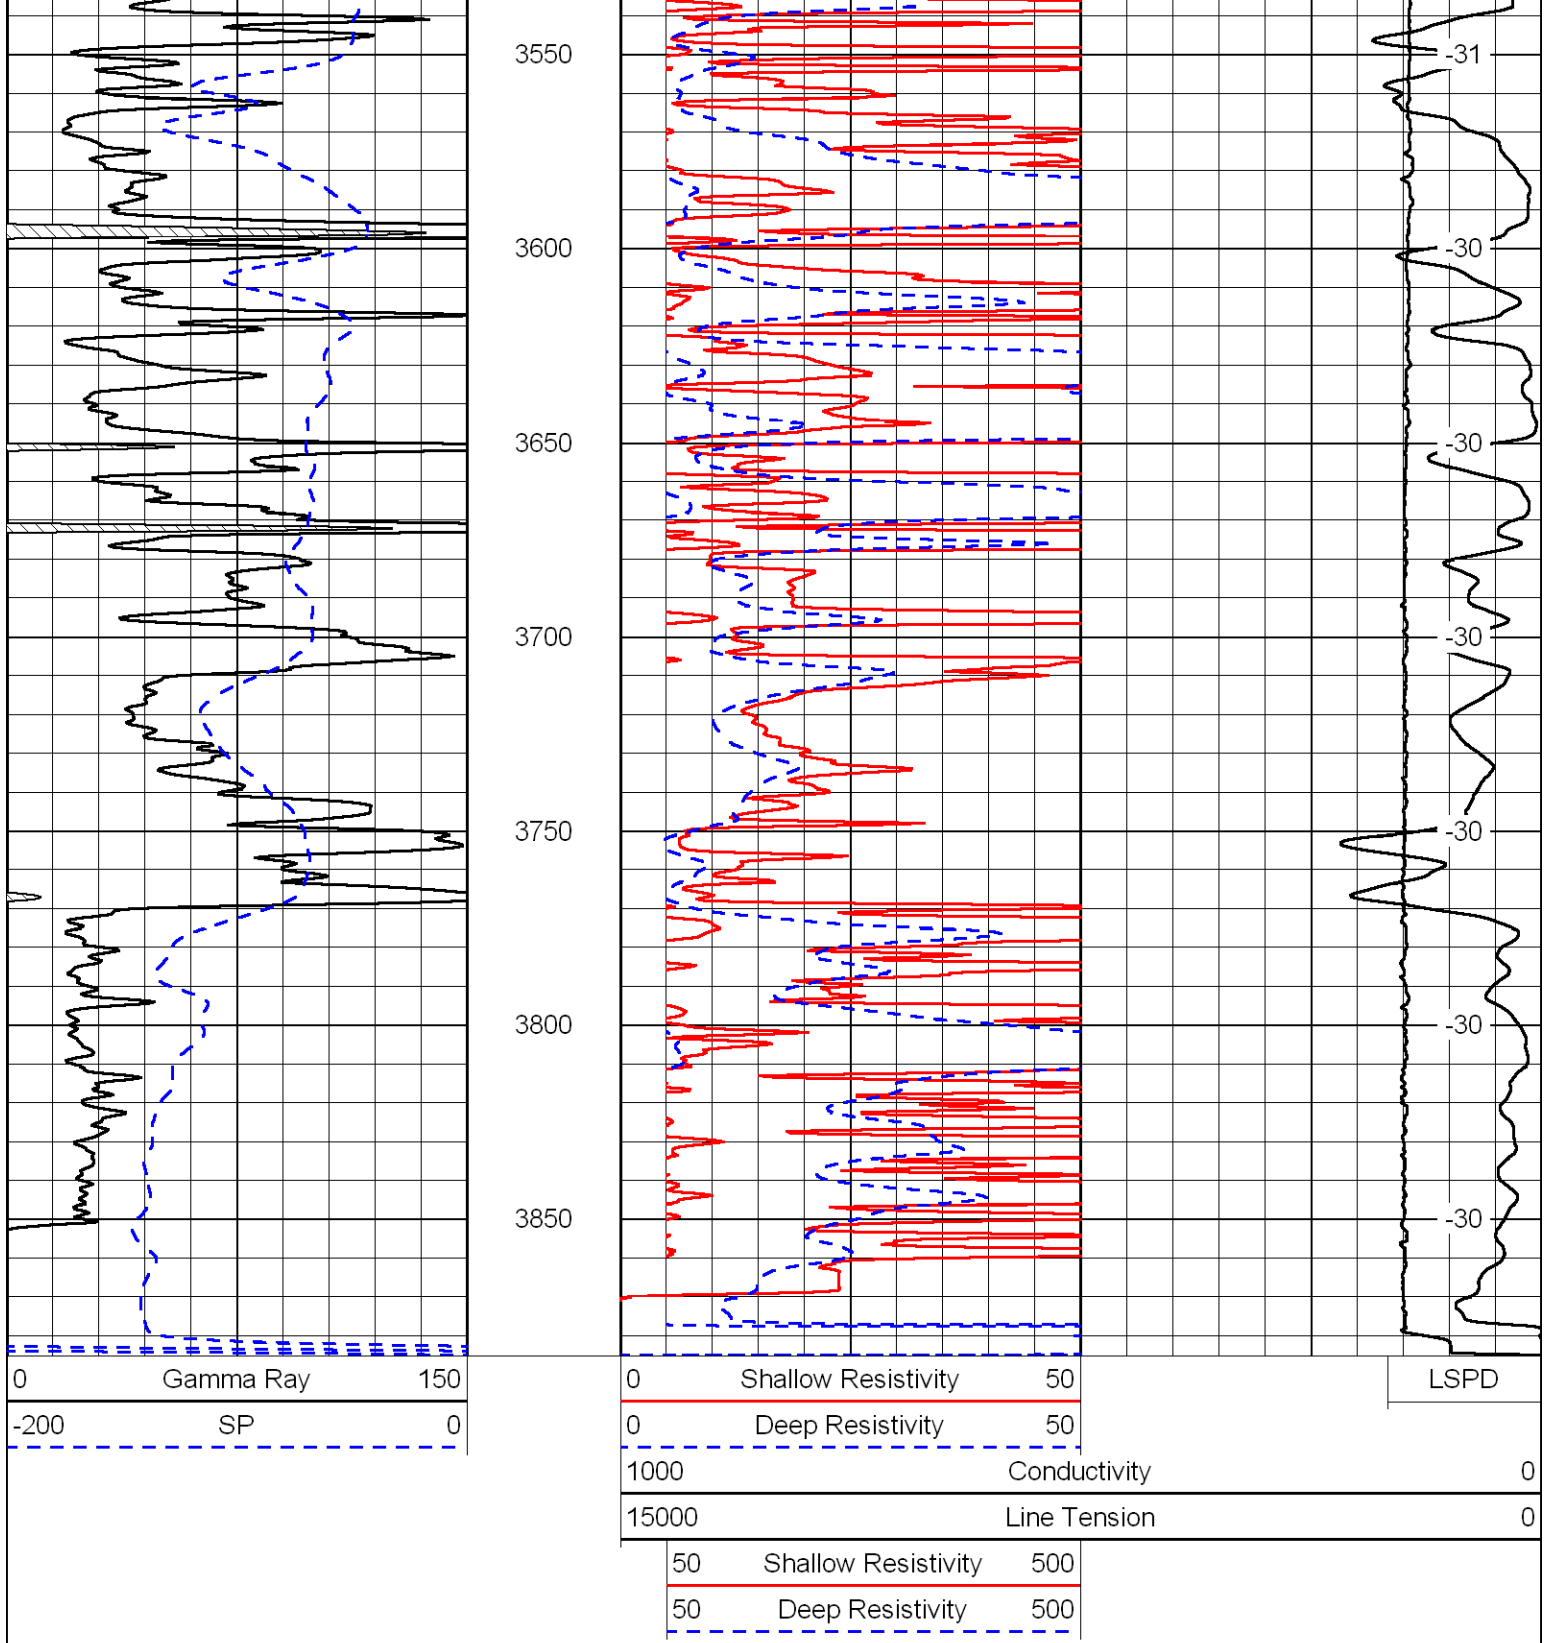 3550 -31
3600 -30
3650 -30
3700 -30
3750 -30
3800 -30
3850 -30
0 Gamma Ray 150 0 Shallow Resistivity 50 LSPD
-200 SP 0 0 Deep Resistivity 50
1000 Conductivity 0
15000 Line Tension 0
50 Shallow Resistivity 500
50 Deep Resistivity 500